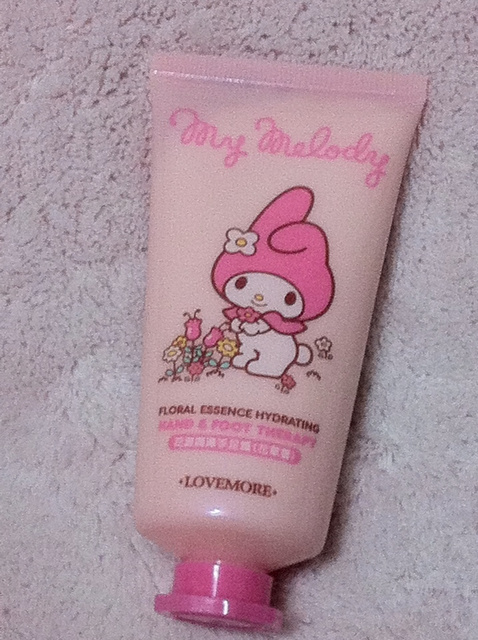 My Melody
FLORAL ESSENCE HYDRATING
HAND & FOOT THERAPY
•LOVEMORE•